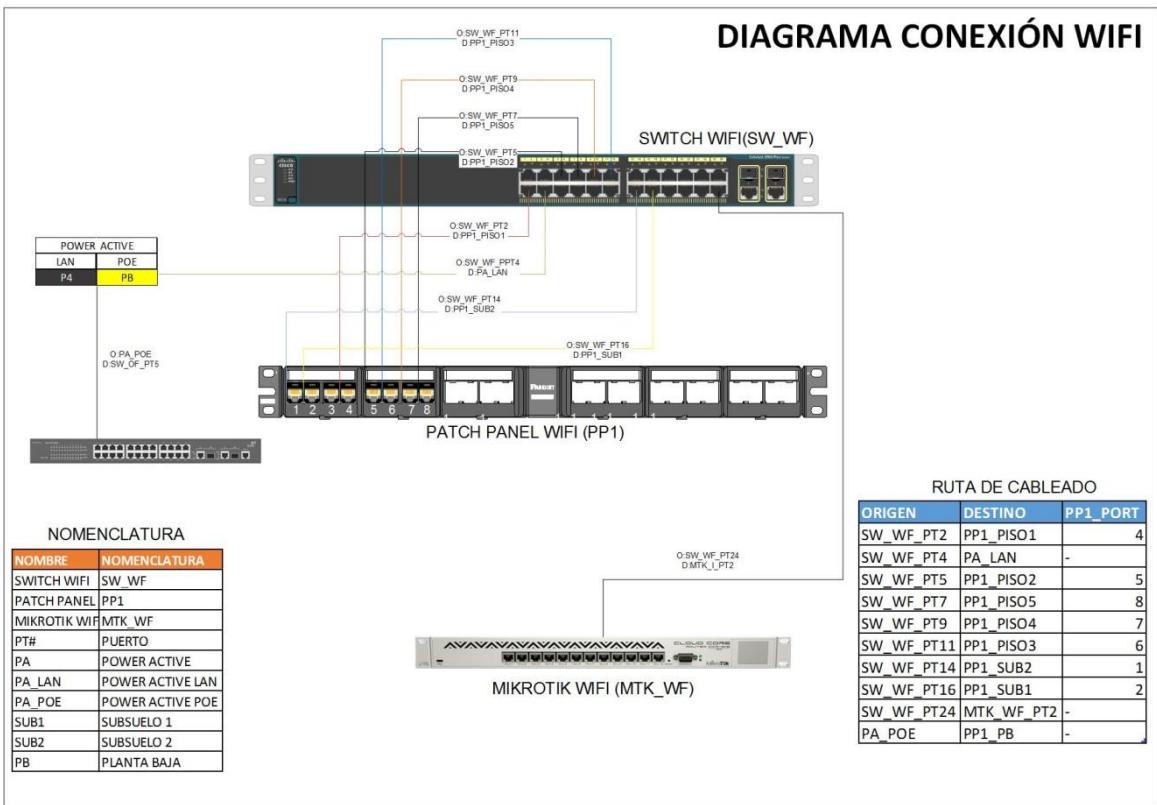 DIAGRAMA CONEXIÓN WIFI
O:SW_WF_PT11
D:PP1_PISO3
O:SW_WF_PT9
D:PP1_PISO4
O:SW_WF_PT7
D:PP1_PISO5
O:SW_WF_PT5
D:PP1_PISO2
SWITCH WIFI(SW_WF)
CISCO
O:SW_WF_PT2
D:PP1_PISO1
POWER ACTIVE
LAN POE
P4 PB
O:SW_WF_PPT4
D:PA_LAN
O:SW_WF_PT14
D:PP1_SUB2
O:SW_WF_PT16
D:PP1_SUB1
O:PA_POE
D:SW_OF_PT5
PANDUIT
1 2 3 4 5 6 7 8
PATCH PANEL WIFI (PP1)
RUTA DE CABLEADO
ORIGEN DESTINO PP1_PORT
SW_WF_PT2 PP1_PISO1 4
SW_WF_PT4 PA_LAN -
SW_WF_PT5 PP1_PISO2 5
SW_WF_PT7 PP1_PISO5 8
SW_WF_PT9 PP1_PISO4 7
SW_WF_PT11 PP1_PISO3 6
SW_WF_PT14 PP1_SUB2 1
SW_WF_PT16 PP1_SUB1 2
SW_WF_PT24 MTK_WF_PT2 -
PA_POE PP1_PB -
NOMENCLATURA
NOMBRE NOMENCLATURA
SWITCH WIFI SW_WF
PATCH PANEL PP1
MIKROTIK WIF MTK_WF
PT# PUERTO
PA POWER ACTIVE
PA_LAN POWER ACTIVE LAN
PA_POE POWER ACTIVE POE
SUB1 SUBSUELO 1
SUB2 SUBSUELO 2
PB PLANTA BAJA
O:SW_WF_PT24
D:MTK_I_PT2
CLOUD CORE
MikroTik
MIKROTIK WIFI (MTK_WF)